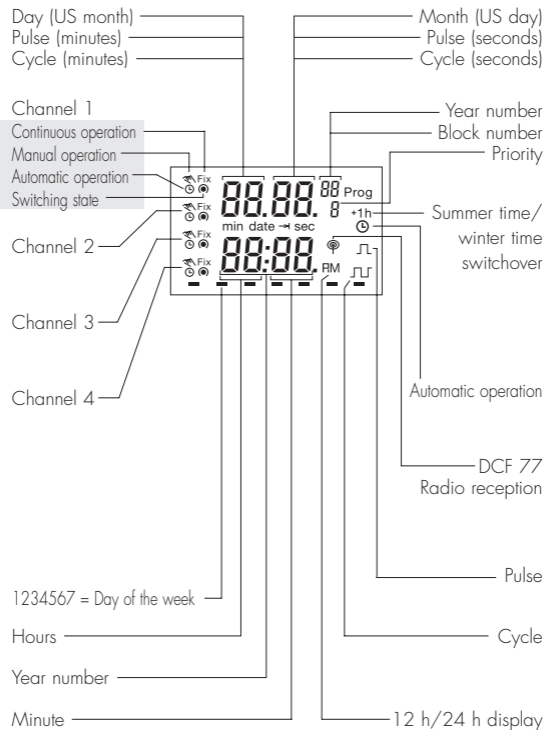 Day (US month)
Pulse (minutes)
Cycle (minutes)
Month (US day)
Pulse (seconds)
Cycle (seconds)
Channel 1
Continuous operation
Manual operation
Automatic operation
Switching state
Channel 2
Channel 3
Channel 4
Year number
Block number
Priority
Summer time/
winter time
switchover
Fix
88.88. 88 Prog
Fix
8 +1h
min date sec
Fix
88:88. PM
Fix
Automatic operation
DCF 77
Radio reception
Pulse
1234567 = Day of the week
Hours
Cycle
Year number
Minute
12 h/24 h display